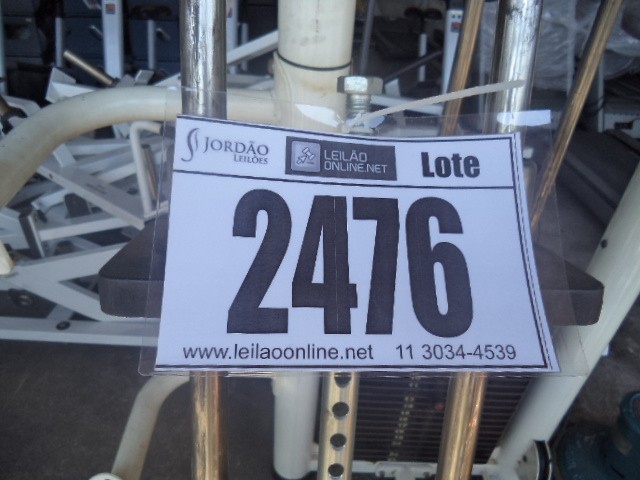 JORDÃO
LEILÕES
LEILÃO
ONLINE.NET
Lote
2476
www.leilaoonline.net 11 3034-4539